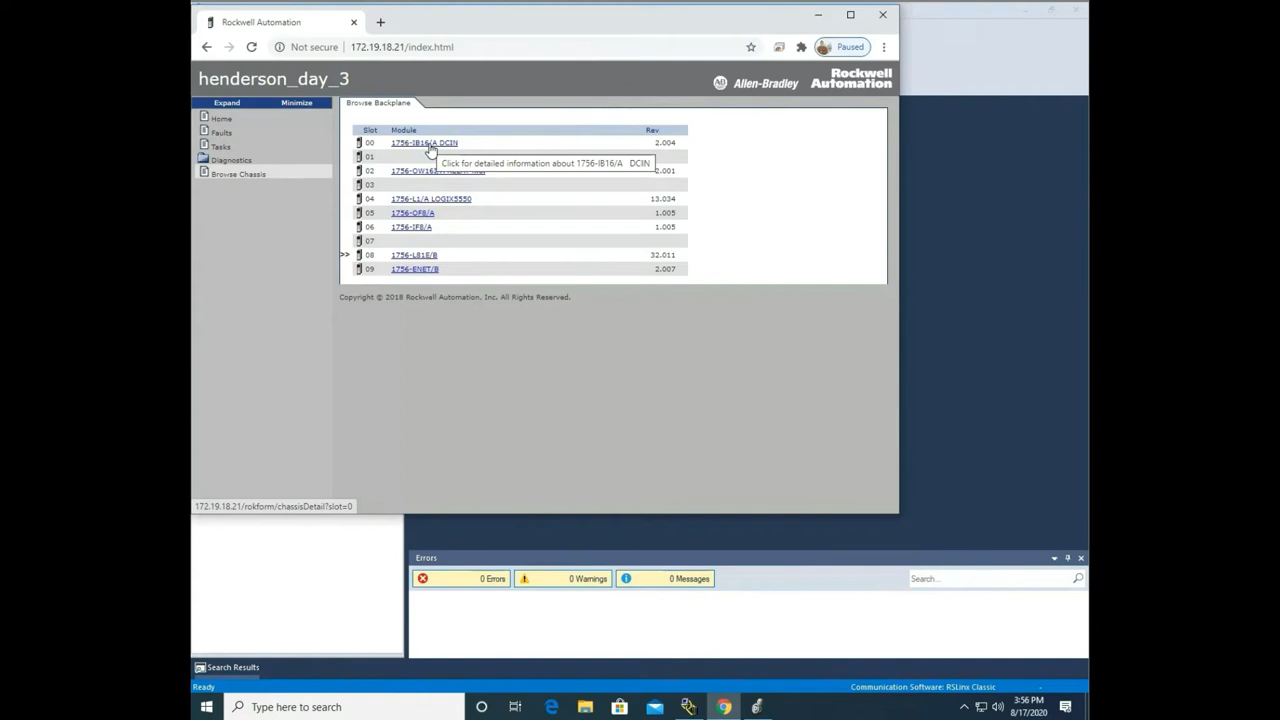 Rockwell Automation
Not secure
172.19.18.21/index.html
Paused
henderson_day_3
AB Allen-Bradley
Rockwell
Automation
Expand
Minimize
Home
Faults
Tasks
Diagnostics
Browse Chassis
Browse Backplane
Slot Module Rev
00 1756-IB16/A DCIN 2.004
01
Click for detailed information about 1756-IB16/A DCIN
02 2.001
03
04 1756-L1/A LOGIX5550 13.034
05 1756-OF8/A 1.005
06 1756-IF8/A 1.005
07
>> 08 1756-L81E/B 32.011
09 1756-ENET/B 2.007
Copyright © 2018 Rockwell Automation, Inc. All Rights Reserved.
172.19.18.21/rokform/chassisDetail?slot=0
Errors
0 Errors
0 Warnings
0 Messages
Search...
Search Results
Ready
Communication Software: RSLinx Classic
Type here to search
3:56 PM
8/17/2020